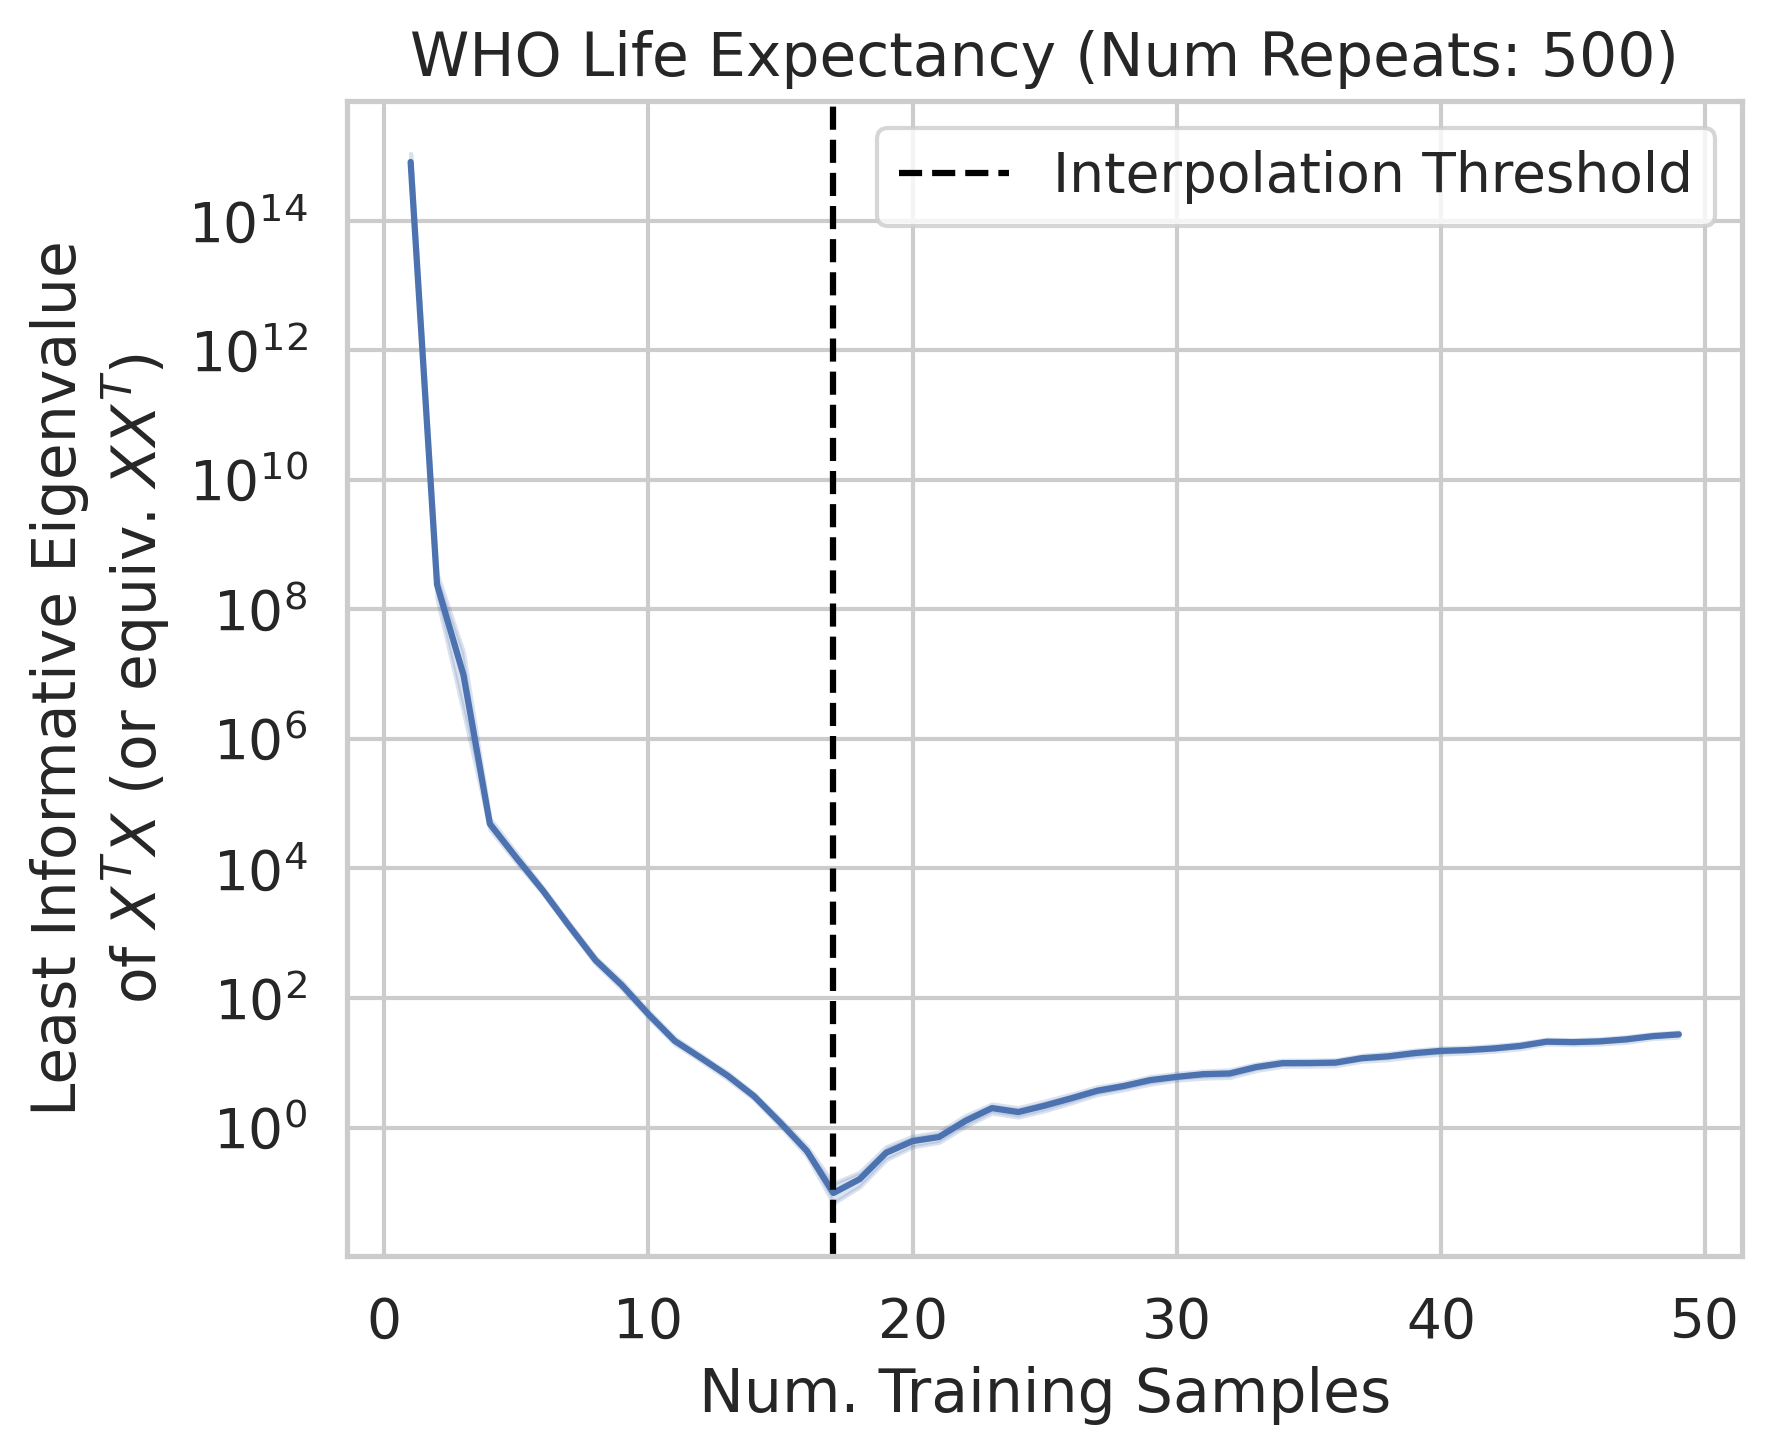 WHO Life Expectancy (Num Repeats: 500)
Interpolation Threshold
Least Informative Eigenvalue
of $X^TX$ (or equiv. $XX^T$)
10^14
10^12
10^10
10^8
10^6
10^4
10^2
10^0
0 10 20 30 40 50
Num. Training Samples